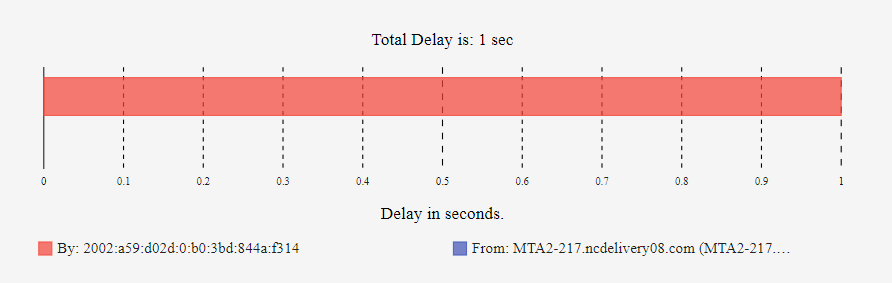 Total Delay is: 1 sec
0 0.1 0.2 0.3 0.4 0.5 0.6 0.7 0.8 0.9 1
Delay in seconds.
By: 2002:a59:d02d:0:b0:3bd:844a:f314 From: MTA2-217.ncdelivery08.com (MTA2-217.…